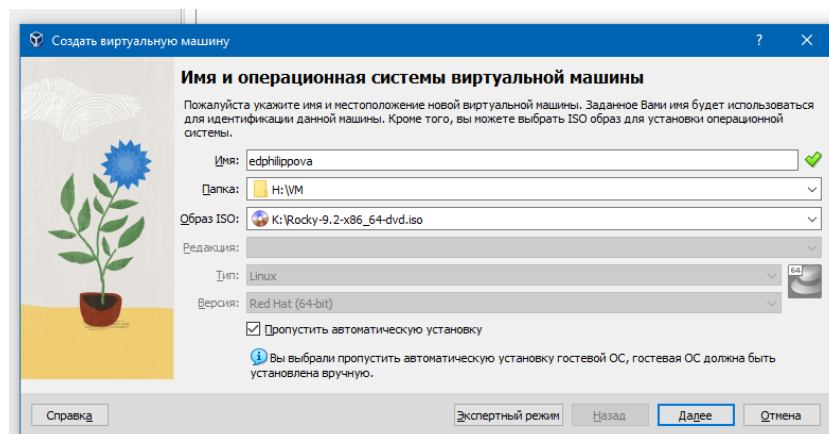 Создать виртуальную машину
Имя и операционная системы виртуальной машины
Пожалуйста укажите имя и местоположение новой виртуальной машины. Заданное Вами имя будет использоваться
для идентификации данной машины. Кроме того, вы можете выбрать ISO образ для установки операционной
системы.
Имя: edphilippova
Папка: H:\VM
Образ ISO: K:\Rocky-9.2-x86_64-dvd.iso
Редакция:
Тип: Linux 64
Версия: Red Hat (64-bit)
Пропустить автоматическую установку
Вы выбрали пропустить автоматическую установку гостевой ОС, гостевая ОС должна быть
установлена вручную.
Справка Экспертный режим Назад Далее Отмена